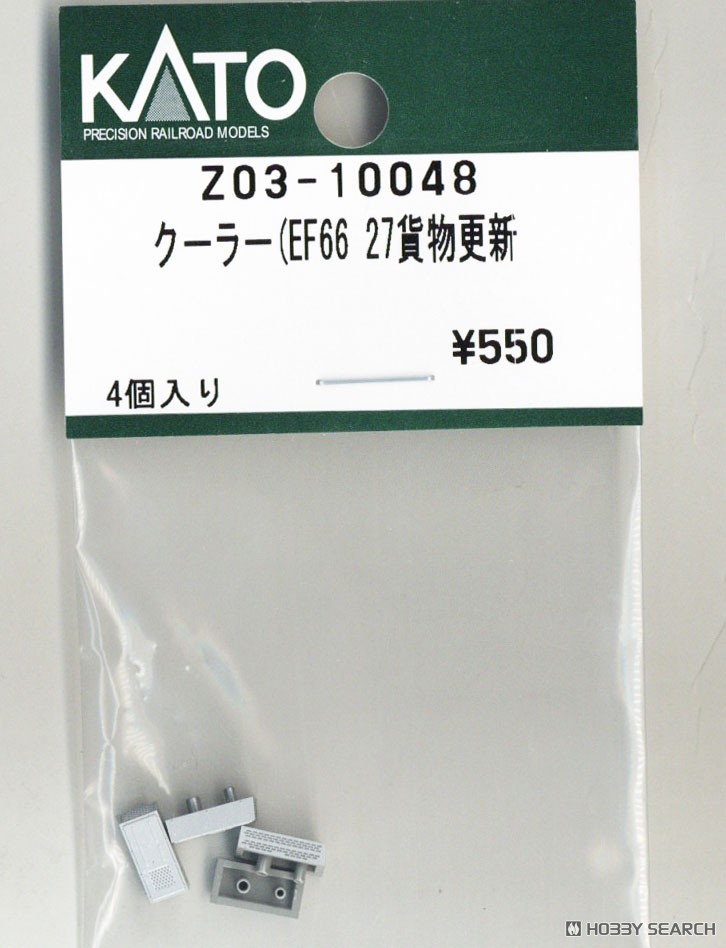 KATO
PRECISION RAILROAD MODELS
Z03-10048
クーラー(EF66 27貨物更新
¥550
4個入り
HOBBY SEARCH